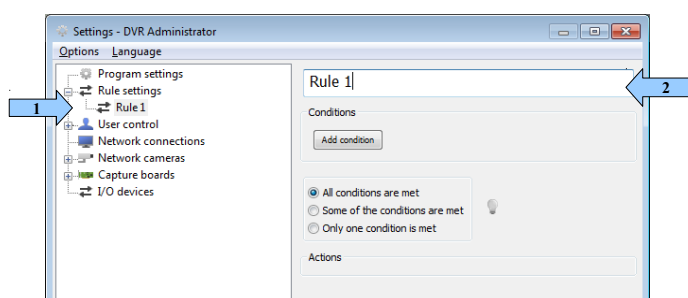 Settings - DVR Administrator
Options Language
Program settings
Rule settings
Rule 1
User control
Network connections
Network cameras
Capture boards
I/O devices
1
Rule 1
2
Conditions
Add condition
All conditions are met
Some of the conditions are met
Only one condition is met
Actions